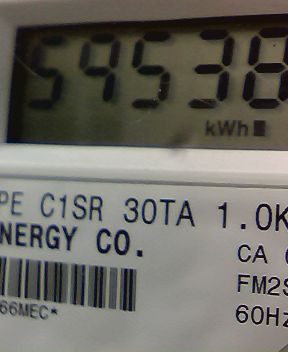 59538
kWh
PE C1SR 30TA 1.0K
NERGY CO.
CA
FM2S
66MEC*
60Hz